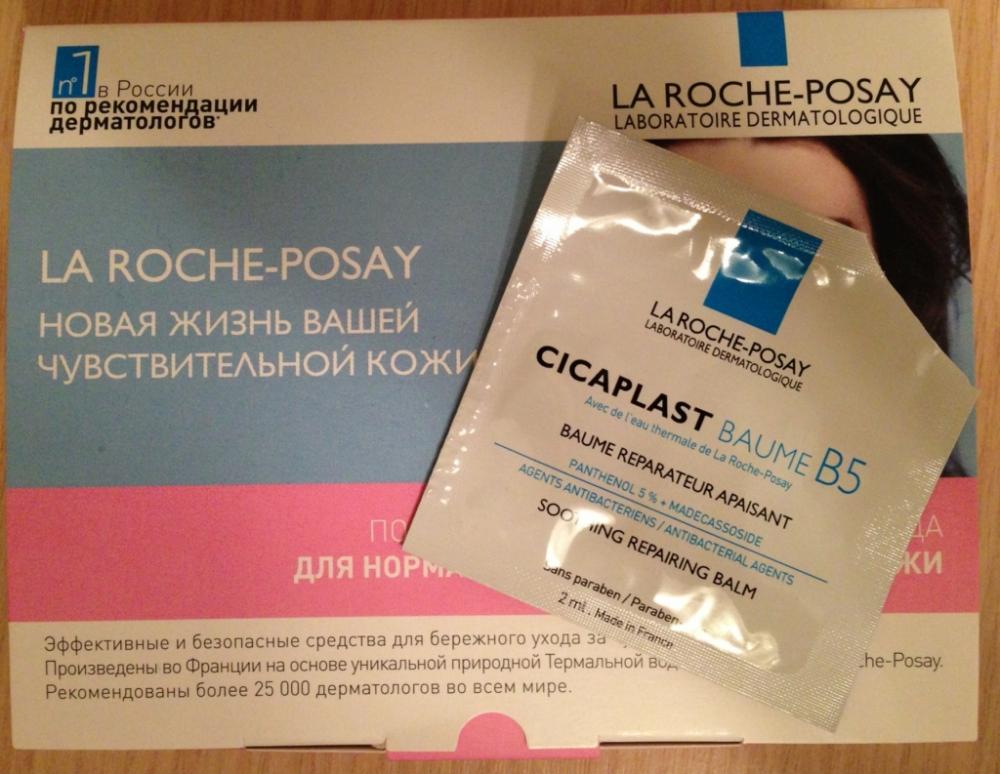 n°1 в России
по рекомендации
дерматологов*
LA ROCHE-POSAY
LABORATOIRE DERMATOLOGIQUE
LA ROCHE-POSAY
НОВАЯ ЖИЗНЬ ВАШЕЙ
ЧУВСТВИТЕЛЬНОЙ КОЖИ
ДЛЯ
Эффективные и безопасные средства для бережного ухода за
Произведены во Франции на основе уникальной природной Термальной
che-Posay.
Рекомендованы более 25 000 дерматологов во всем мире.
LA ROCHE-POSAY
LABORATOIRE DERMATOLOGIQUE
CICAPLAST BAUME B5
Avec de l'eau thermale de La Roche-Posay
BAUME REPARATEUR APAISANT
PANTHENOL 5 % + MADECASSOSIDE
AGENTS ANTIBACTERIENS / ANTIBACTERIAL AGENTS
SOOTHING REPAIRING BALM
Sans paraben / Paraben
2 ml . Made in France